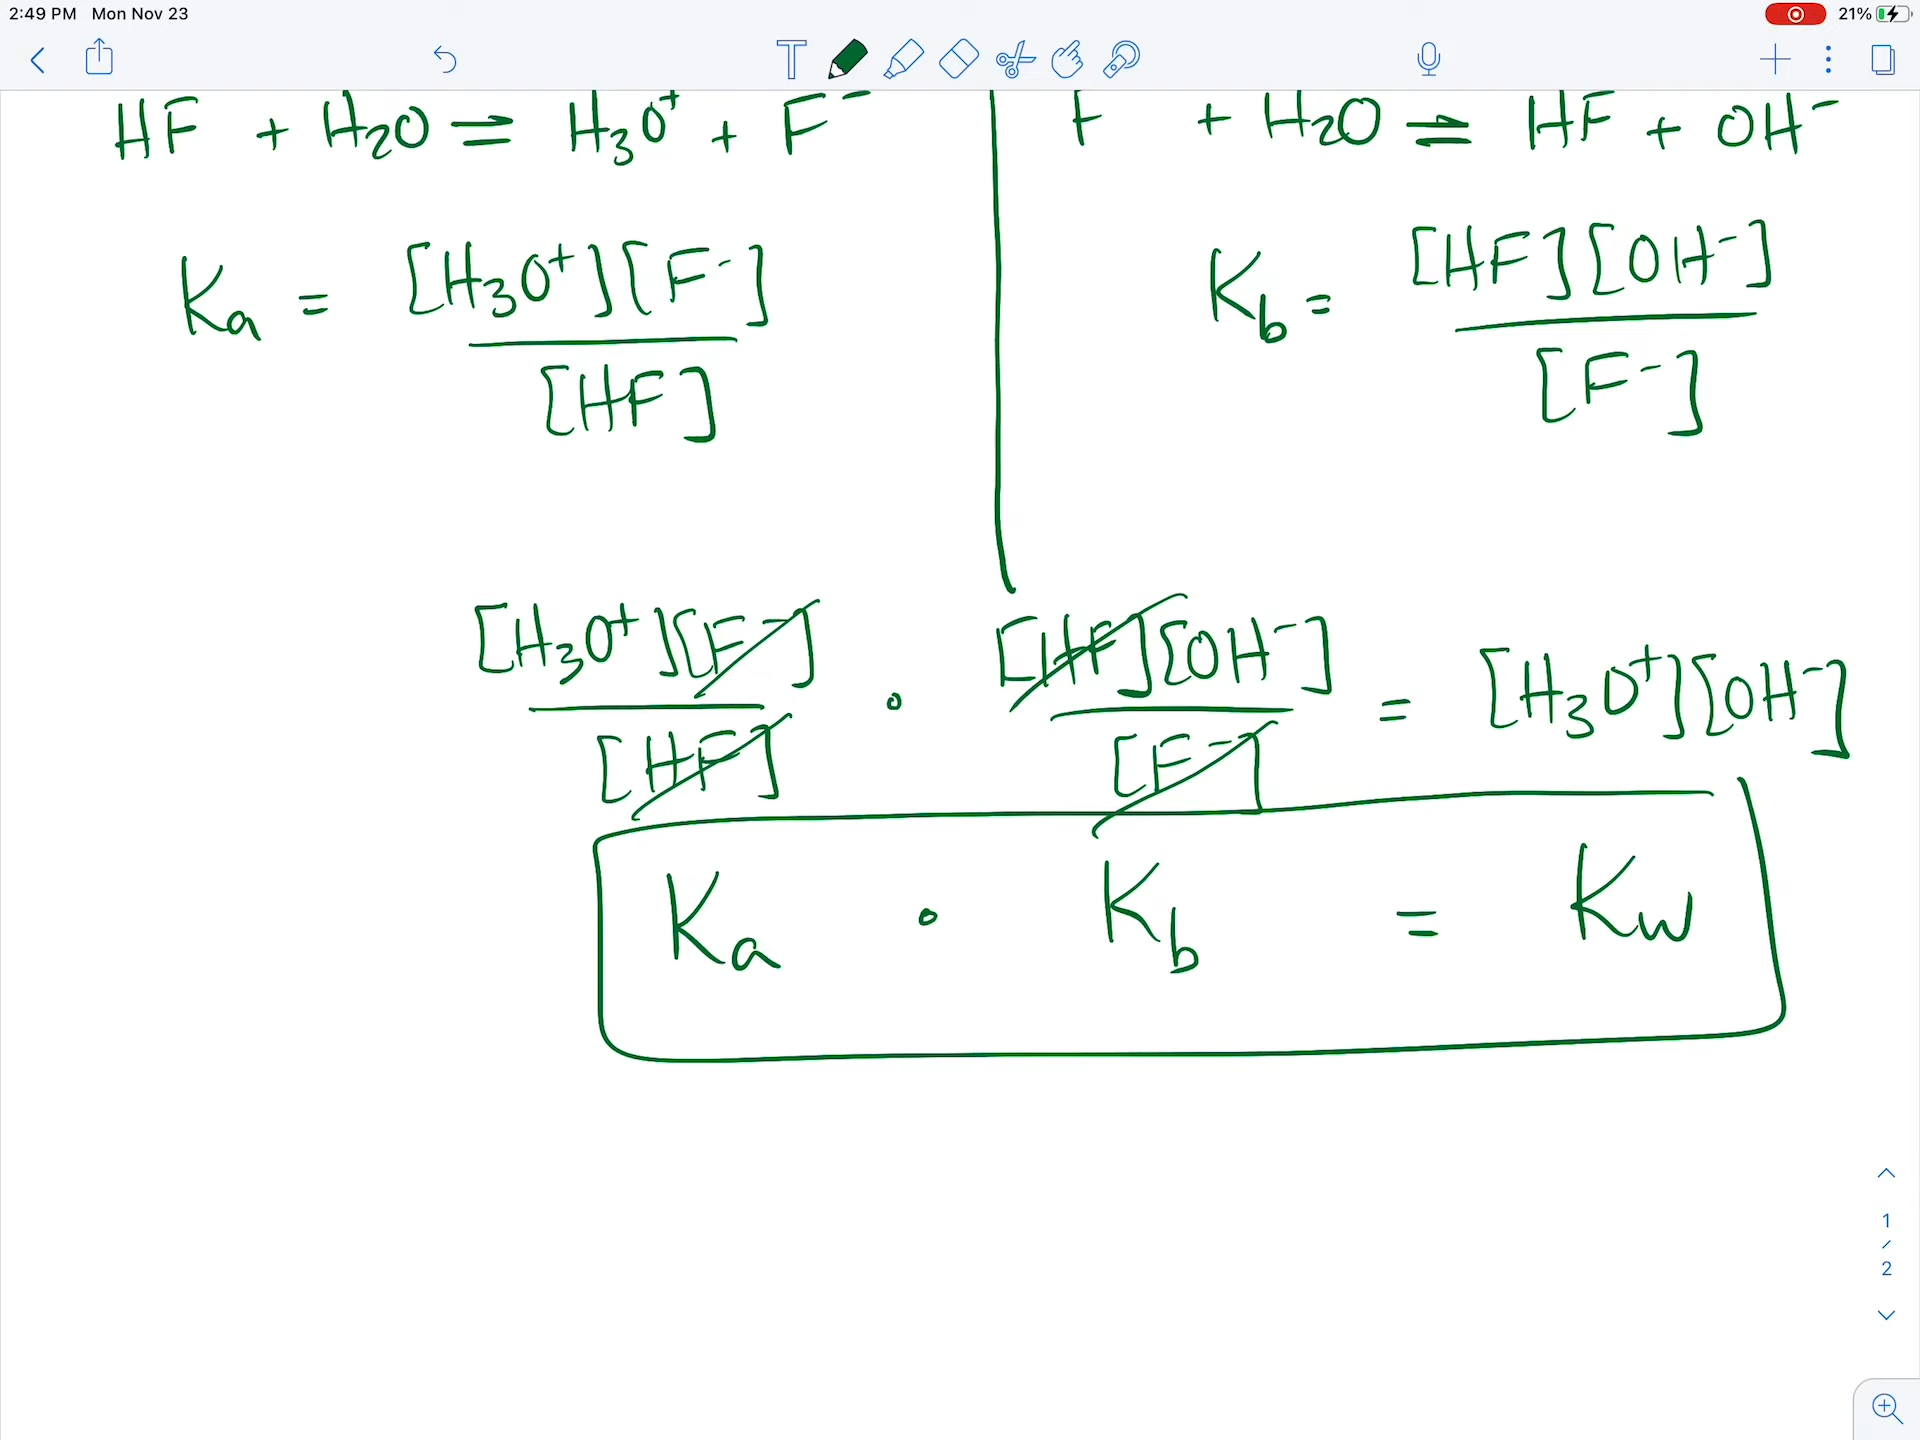 2:49 PM Mon Nov 23
21%
HF + H₂O ⇌ H₃O⁺ + F⁻
F + H₂O ⇌ HF + OH⁻
Ka = [H₃O⁺][F⁻] / [HF]
Kb = [HF][OH⁻] / [F⁻]
[H₃O⁺][F⁻] / [HF] • [HF][OH⁻] / [F⁻] = [H₃O⁺][OH⁻]
Ka • Kb = Kw
1
/
2